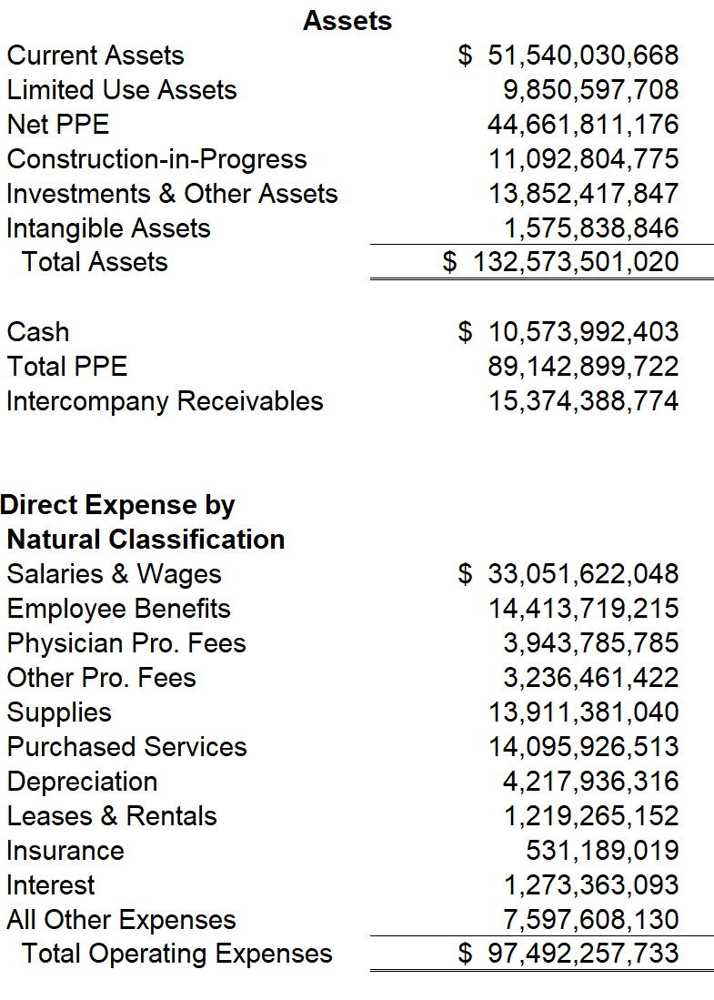 Assets
Current Assets $ 51,540,030,668
Limited Use Assets 9,850,597,708
Net PPE 44,661,811,176
Construction-in-Progress 11,092,804,775
Investments & Other Assets 13,852,417,847
Intangible Assets 1,575,838,846
Total Assets $ 132,573,501,020
Cash $ 10,573,992,403
Total PPE 89,142,899,722
Intercompany Receivables 15,374,388,774
Direct Expense by
Natural Classification
Salaries & Wages $ 33,051,622,048
Employee Benefits 14,413,719,215
Physician Pro. Fees 3,943,785,785
Other Pro. Fees 3,236,461,422
Supplies 13,911,381,040
Purchased Services 14,095,926,513
Depreciation 4,217,936,316
Leases & Rentals 1,219,265,152
Insurance 531,189,019
Interest 1,273,363,093
All Other Expenses 7,597,608,130
Total Operating Expenses $ 97,492,257,733